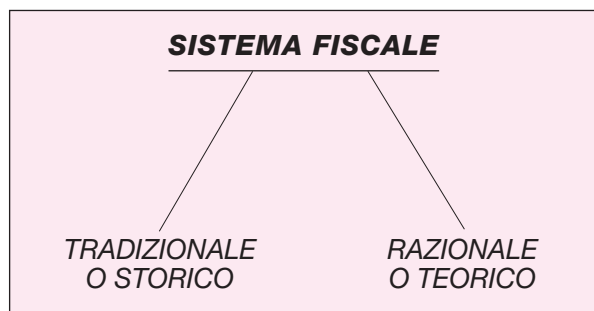 SISTEMA FISCALE
TRADIZIONALE
O STORICO
RAZIONALE
O TEORICO